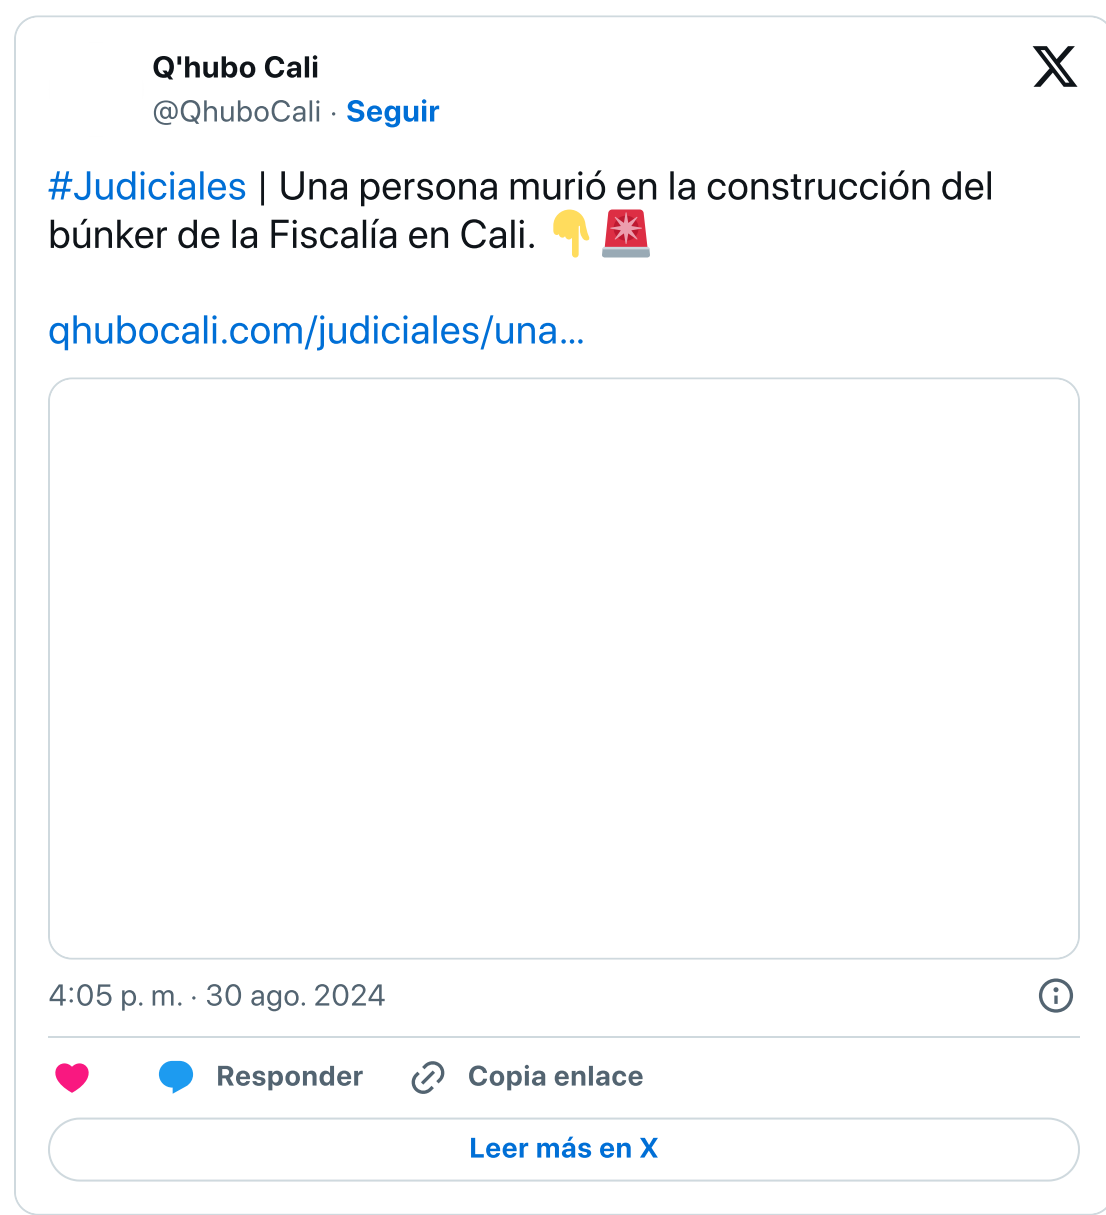 Q'hubo Cali
@QhuboCali · Seguir
#Judiciales | Una persona murió en la construcción del
búnker de la Fiscalía en Cali. 👇🚨
qhubocali.com/judiciales/una…
4:05 p. m. · 30 ago. 2024
Responder
Copia enlace
Leer más en X